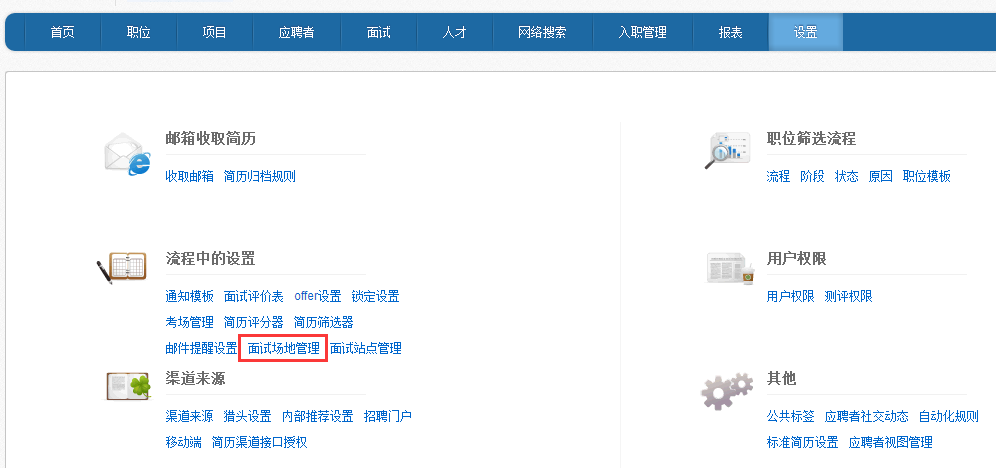 首页 职位 项目 应聘者 面试 人才 网络搜索 入职管理 报表 设置
邮箱收取简历
收取邮箱 简历归档规则
职位筛选流程
流程 阶段 状态 原因 职位模板
流程中的设置
通知模板 面试评价表 offer设置 锁定设置
考场管理 简历评分器 简历筛选器
邮件提醒设置 面试场地管理 面试站点管理
用户权限
用户权限 测评权限
渠道来源
渠道来源 猎头设置 内部推荐设置 招聘门户
移动端 简历渠道接口授权
其他
公共标签 应聘者社交动态 自动化规则
标准简历设置 应聘者视图管理